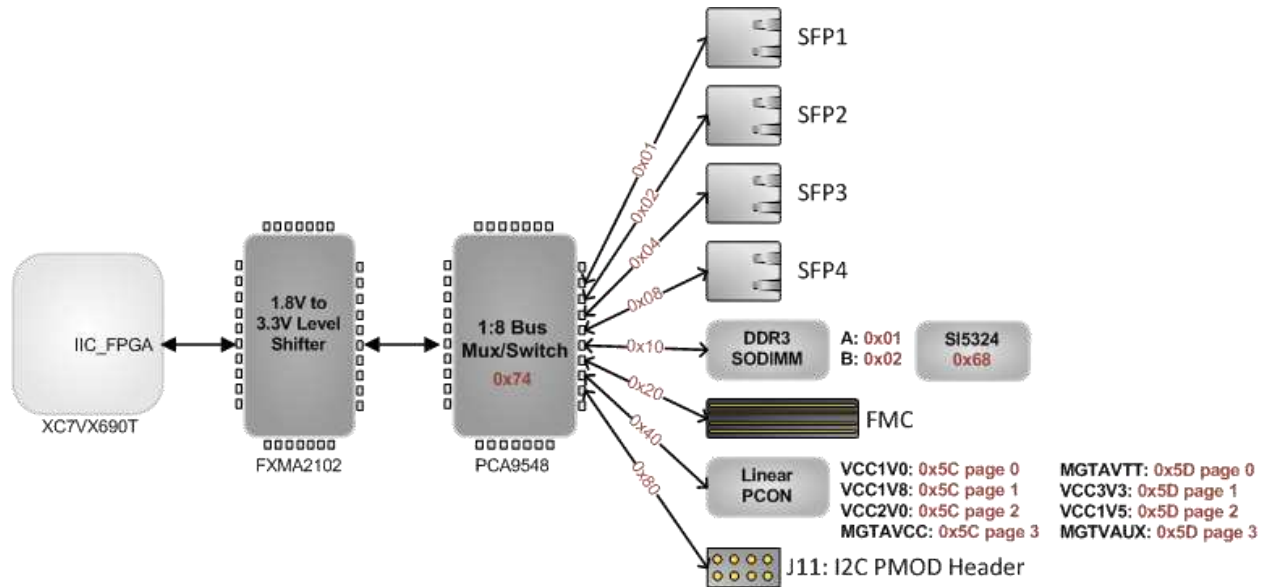 SFP1
0x01
SFP2
0x02
SFP3
0x04
SFP4
0x08
IIC_FPGA
XC7VX690T
1.8V to
3.3V Level
Shifter
FXMA2102
1:8 Bus
Mux/Switch
0x74
PCA9548
0x10
DDR3
SODIMM
A: 0x01
B: 0x02
SI5324
0x68
0x20
FMC
0x40
Linear
PCON
VCC1V0: 0x5C page 0
VCC1V8: 0x5C page 1
VCC2V0: 0x5C page 2
MGTAVCC: 0x5C page 3
MGTAVTT: 0x5D page 0
VCC3V3: 0x5D page 1
VCC1V5: 0x5D page 2
MGTVAUX: 0x5D page 3
0x80
J11: I2C PMOD Header